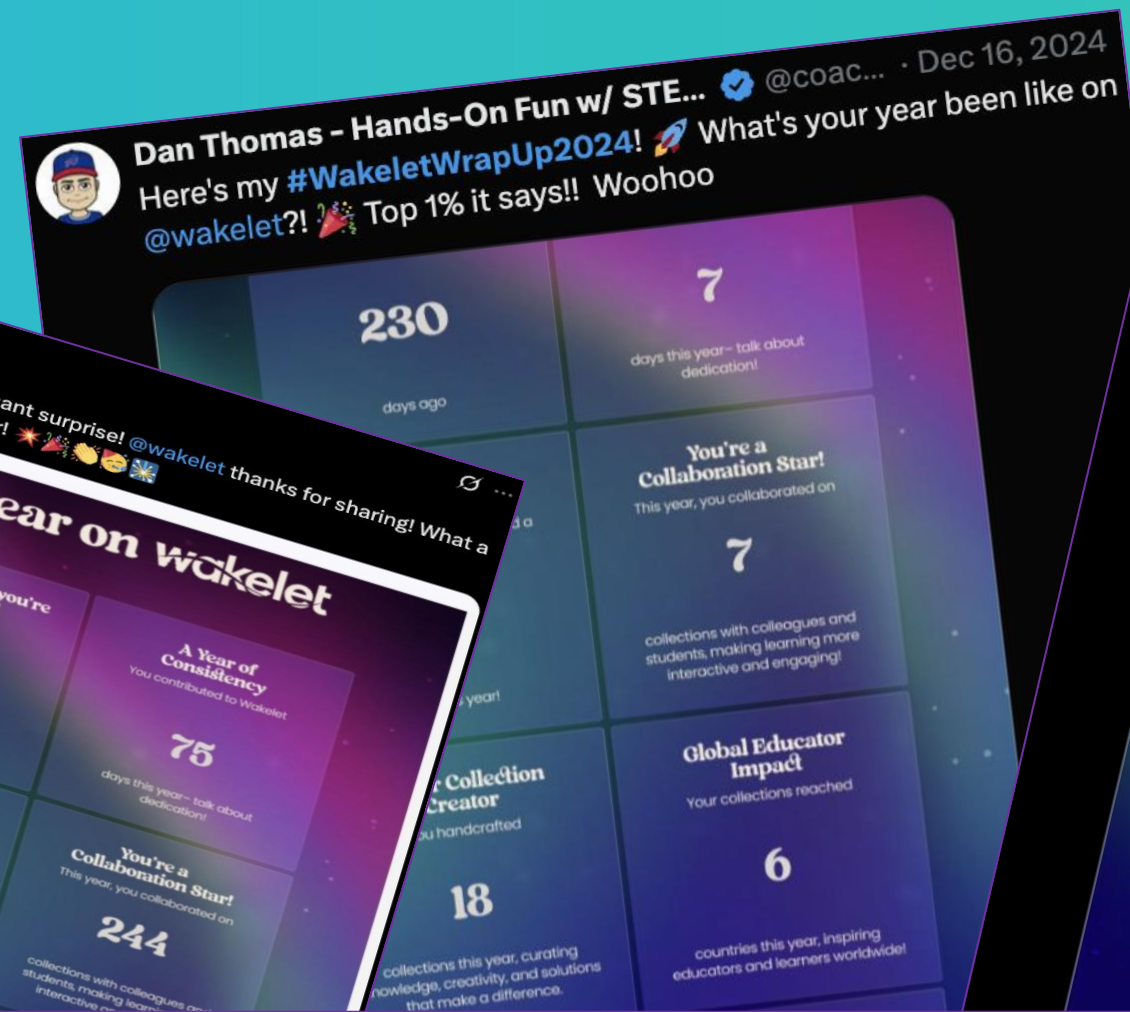 Dan Thomas - Hands-On Fun w/ STE... @coac... · Dec 16, 2024
Here's my #WakeletWrapUp2024! 🚀 What's your year been like on
@wakelet?! 🎉 Top 1% it says!! Woohoo
230
days ago
7
days this year– talk about
dedication!
d a
year!
You're a
Collaboration Star!
This year, you collaborated on
7
collections with colleagues and
students, making learning more
interactive and engaging!
r Collection
Creator
ou handcrafted
18
collections this year, curating
nowledge, creativity, and solutions
that make a difference.
Global Educator
Impact
Your collections reached
6
countries this year, inspiring
educators and learners worldwide!
ant surprise! @wakelet thanks for sharing! What a
r! 💥🎉👏🥳🎇
ear on wakelet
you're
A Year of
Consistency
You contributed to Wakelet
75
days this year– talk about
dedication!
You're a
Collaboration Star!
This year, you collaborated on
244
collections with colleagues an
students, making learni
interactive